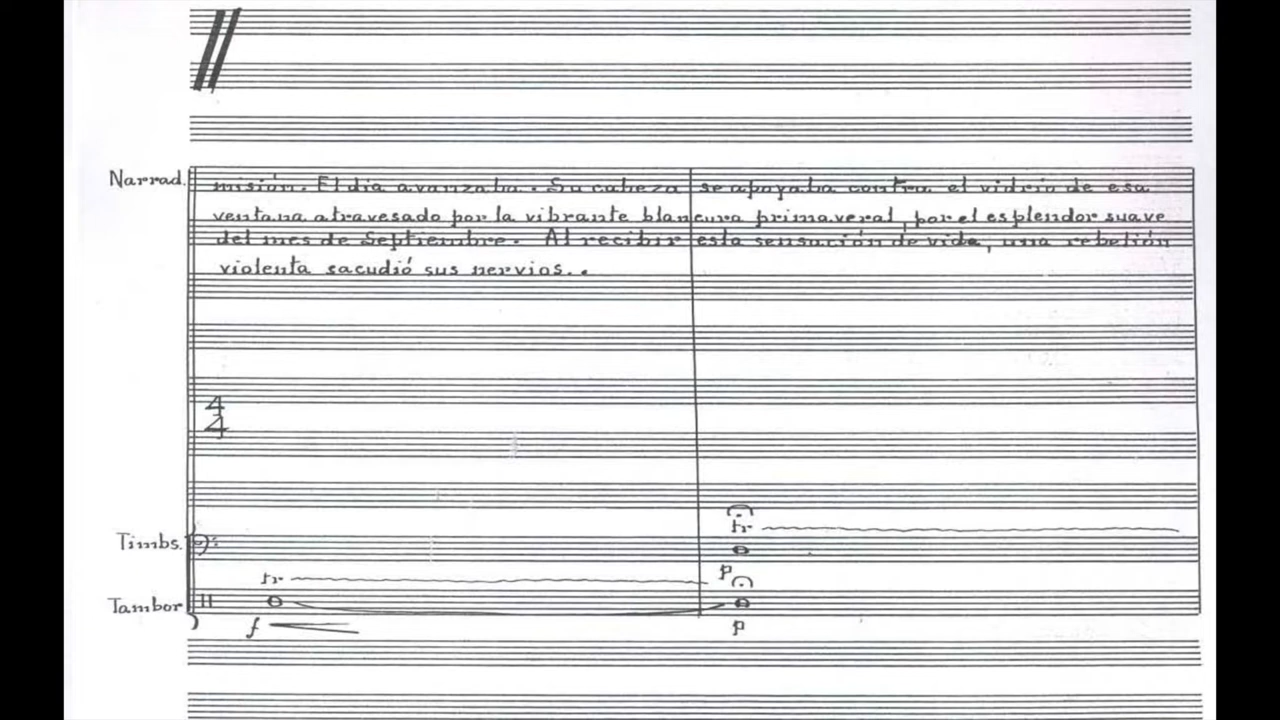 Narrad. misión. El dia avanzaba. Su cabeza se apoyaba contra el vidrio de esa
ventana atravesado por la vibrante blancura primaveral, por el esplendor suave
del mes de Septiembre. Al recibir esta sensación de vida, una rebelión
violenta sacudió sus nervios..
4
4
tr
Timbs.
p
tr
Tambor
f
p